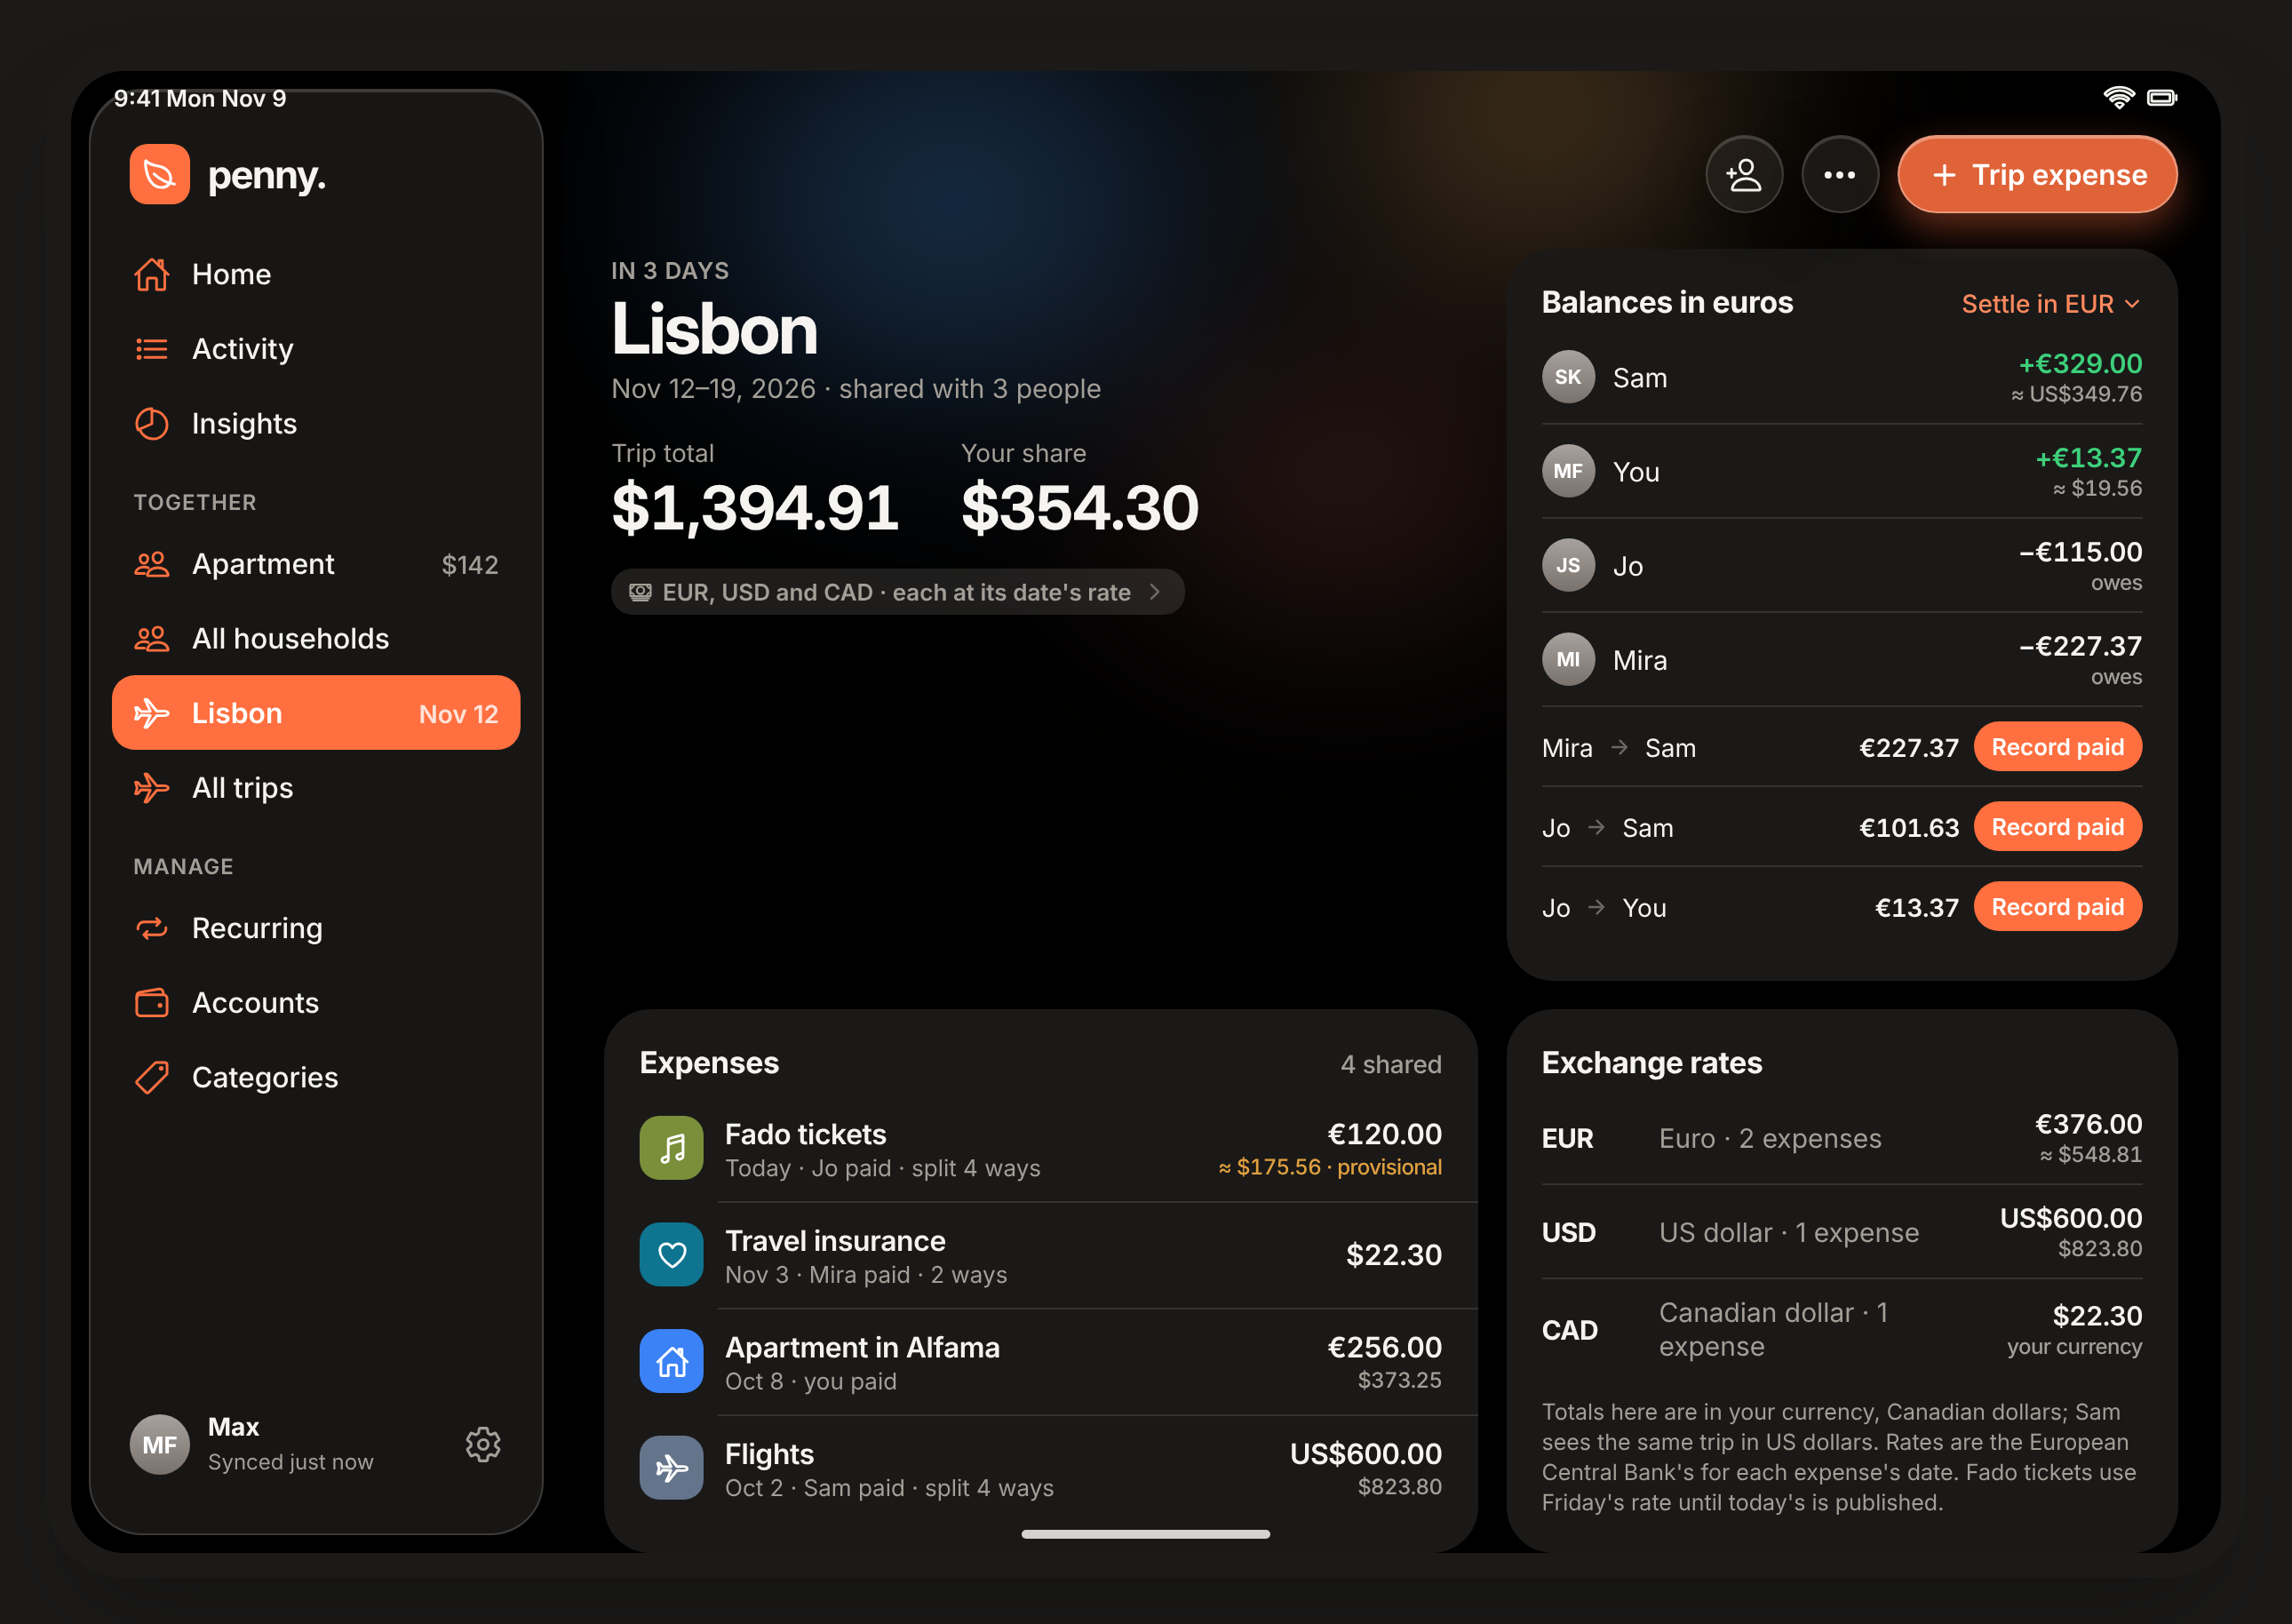 9:41 Mon Nov 9
penny.
Home
Activity
Insights
TOGETHER
Apartment $142
All households
Lisbon Nov 12
All trips
MANAGE
Recurring
Accounts
Categories
MF
Max
Synced just now
Trip expense
IN 3 DAYS
Lisbon
Nov 12–19, 2026 · shared with 3 people
Trip total
$1,394.91
Your share
$354.30
EUR, USD and CAD · each at its date's rate
Balances in euros
Settle in EUR
SK Sam +€329.00
≈ US$349.76
MF You +€13.37
≈ $19.56
JS Jo –€115.00
owes
MI Mira –€227.37
owes
Mira → Sam €227.37 Record paid
Jo → Sam €101.63 Record paid
Jo → You €13.37 Record paid
Expenses 4 shared
Fado tickets €120.00
Today · Jo paid · split 4 ways ≈ $175.56 · provisional
Travel insurance $22.30
Nov 3 · Mira paid · 2 ways
Apartment in Alfama €256.00
Oct 8 · you paid $373.25
Flights US$600.00
Oct 2 · Sam paid · split 4 ways $823.80
Exchange rates
EUR Euro · 2 expenses €376.00
≈ $548.81
USD US dollar · 1 expense US$600.00
$823.80
CAD Canadian dollar · 1 expense $22.30
your currency
Totals here are in your currency, Canadian dollars; Sam
sees the same trip in US dollars. Rates are the European
Central Bank's for each expense's date. Fado tickets use
Friday's rate until today's is published.